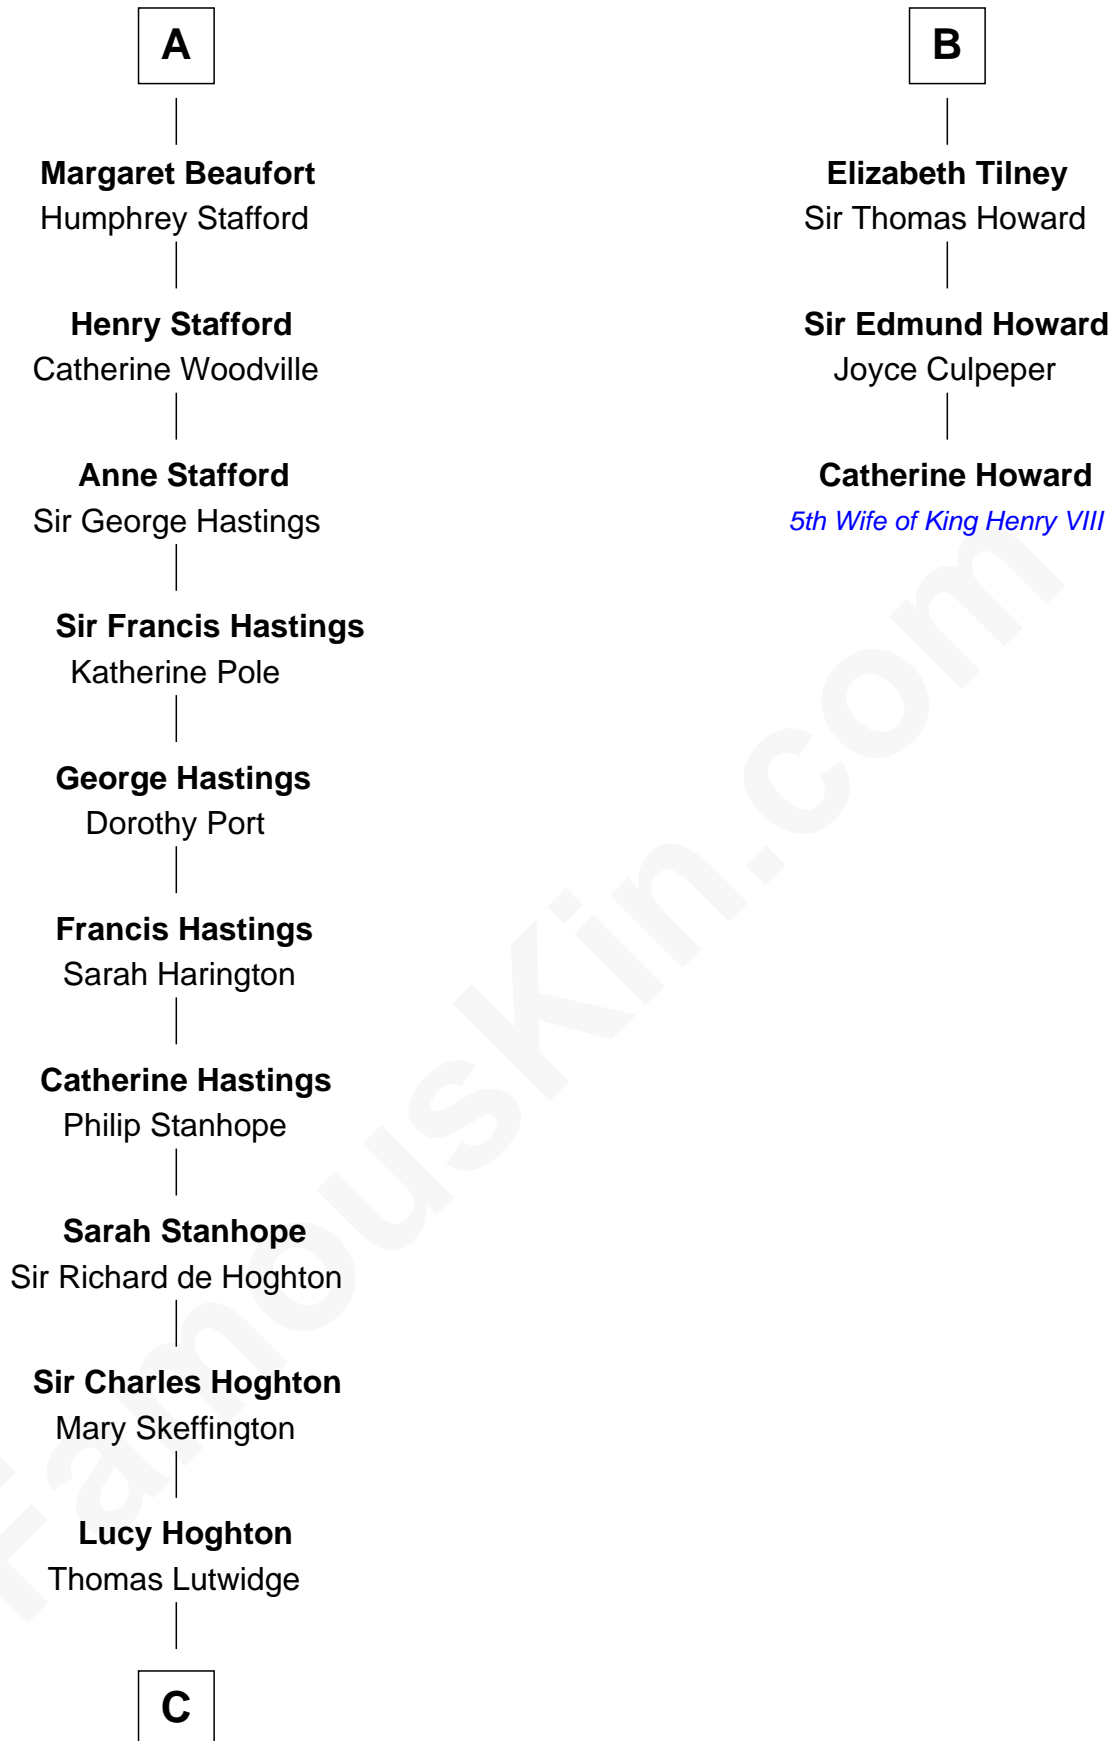 A
Margaret Beaufort
Humphrey Stafford
Henry Stafford
Catherine Woodville
Anne Stafford
Sir George Hastings
Sir Francis Hastings
Katherine Pole
George Hastings
Dorothy Port
Francis Hastings
Sarah Harington
Catherine Hastings
Philip Stanhope
Sarah Stanhope
Sir Richard de Hoghton
Sir Charles Hoghton
Mary Skeffington
Lucy Hoghton
Thomas Lutwidge
C
B
Elizabeth Tilney
Sir Thomas Howard
Sir Edmund Howard
Joyce Culpeper
Catherine Howard
5th Wife of King Henry VIII
FamousKin.com